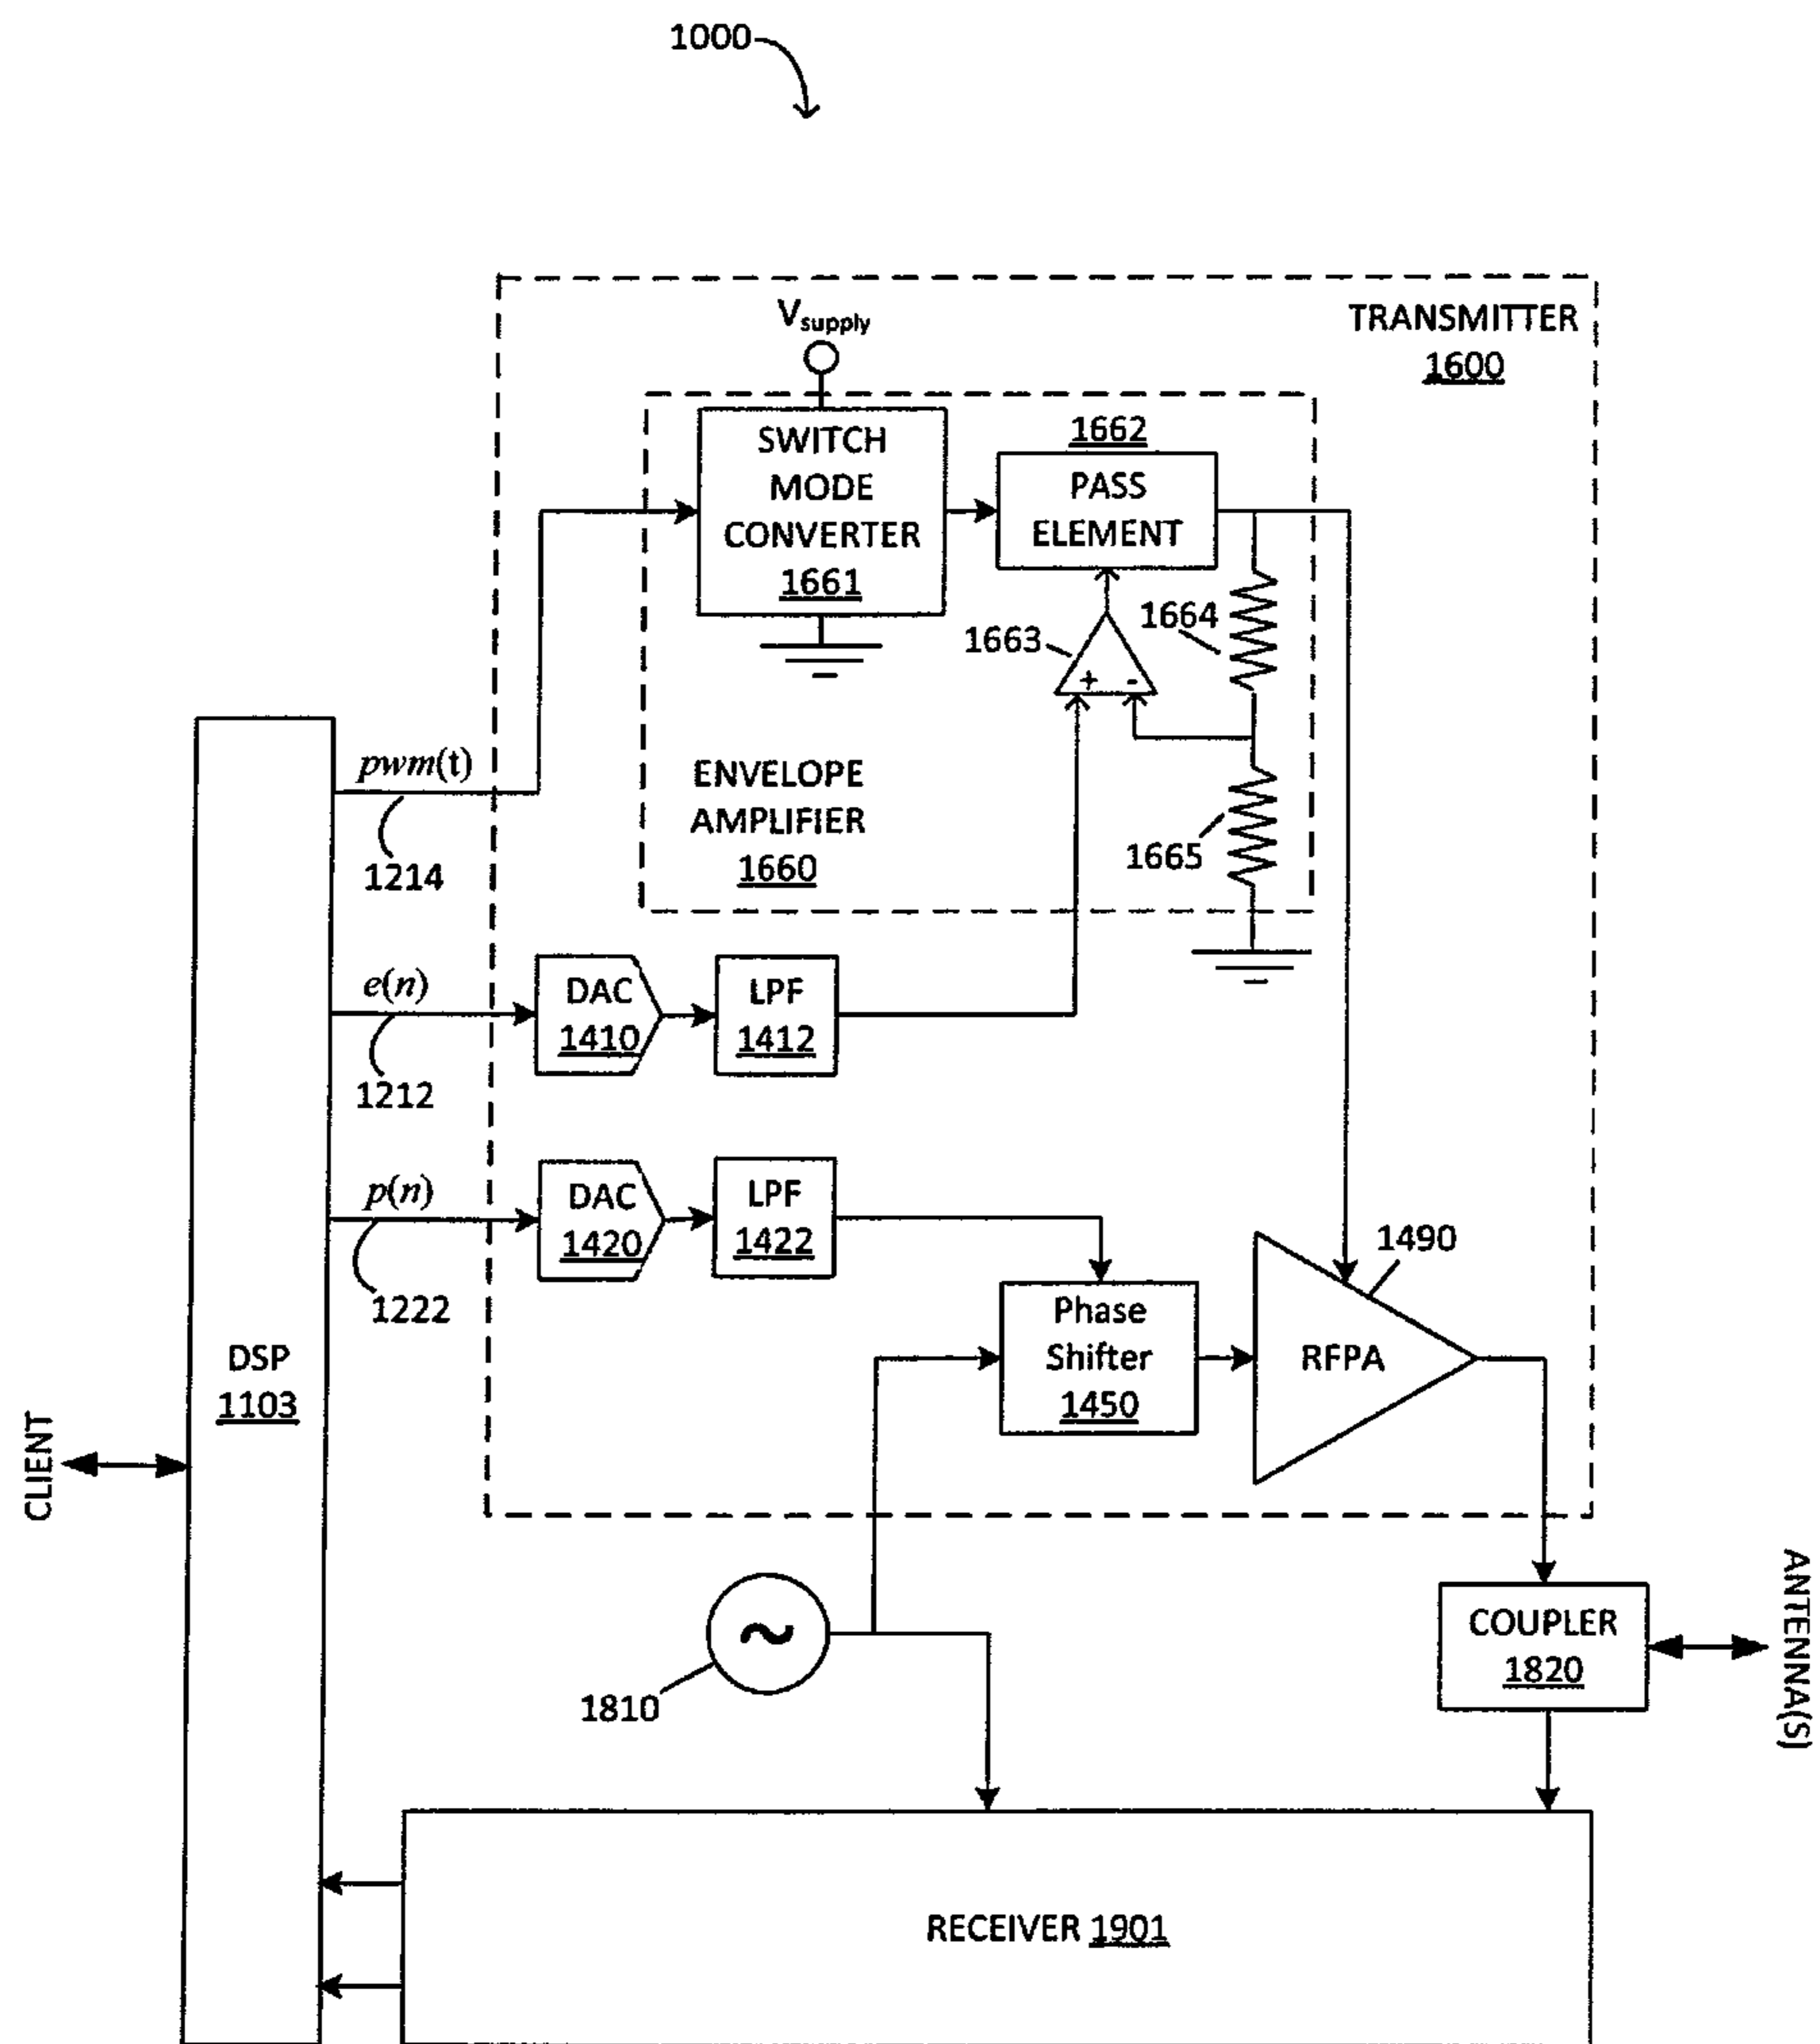 1000
TRANSMITTER
1600
Vsupply
SWITCH
MODE
CONVERTER
1661
1662
PASS
ELEMENT
1663
+ -
1664
1665
ENVELOPE
AMPLIFIER
1660
pwm(t)
1214
e(n)
1212
DAC
1410
LPF
1412
p(n)
1222
DAC
1420
LPF
1422
Phase
Shifter
1450
RFPA
1490
DSP
1103
CLIENT
~
1810
COUPLER
1820
ANTENNA(S)
RECEIVER 1901